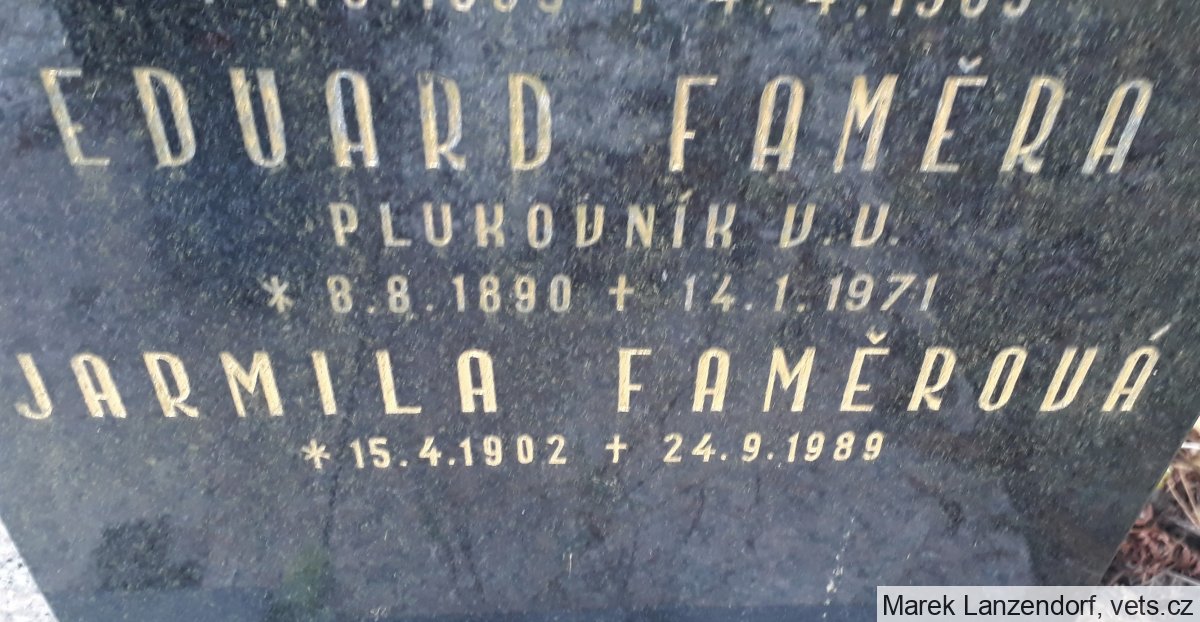 EDUARD FAMĚRA
PLUKOVNÍK V.V.
* 8.8.1890 + 14.1.1971
JARMILA FAMĚROVÁ
* 15.4.1902 + 24.9.1989
Marek Lanzendorf, vets.cz